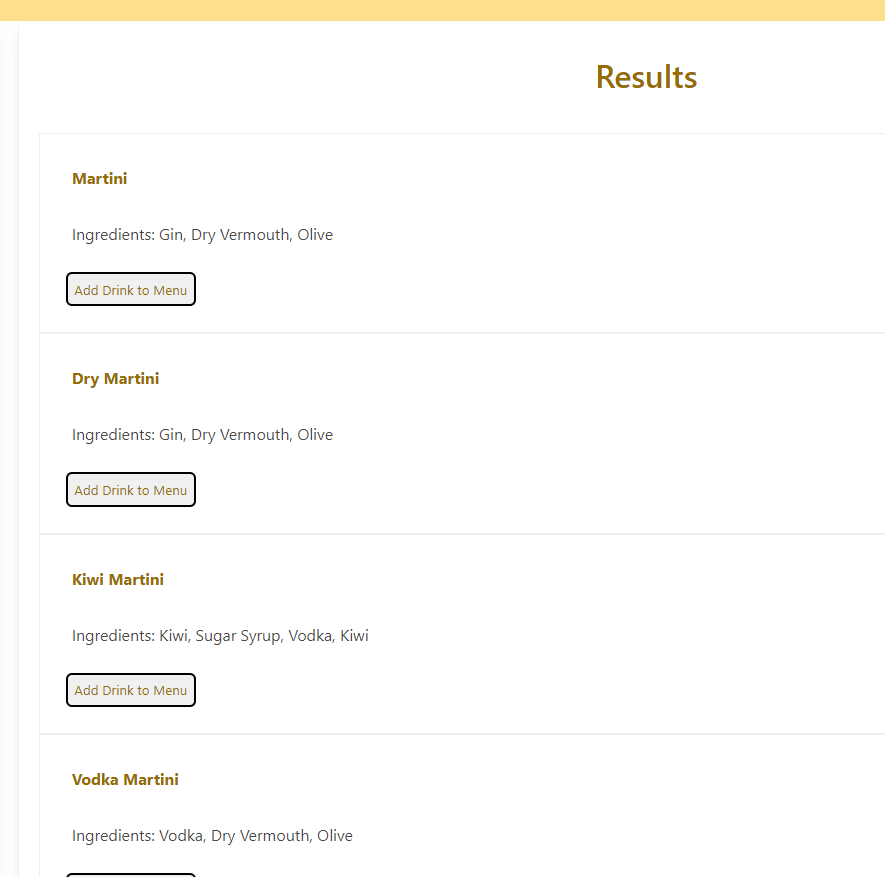 Results
Martini
Ingredients: Gin, Dry Vermouth, Olive
Add Drink to Menu
Dry Martini
Ingredients: Gin, Dry Vermouth, Olive
Add Drink to Menu
Kiwi Martini
Ingredients: Kiwi, Sugar Syrup, Vodka, Kiwi
Add Drink to Menu
Vodka Martini
Ingredients: Vodka, Dry Vermouth, Olive